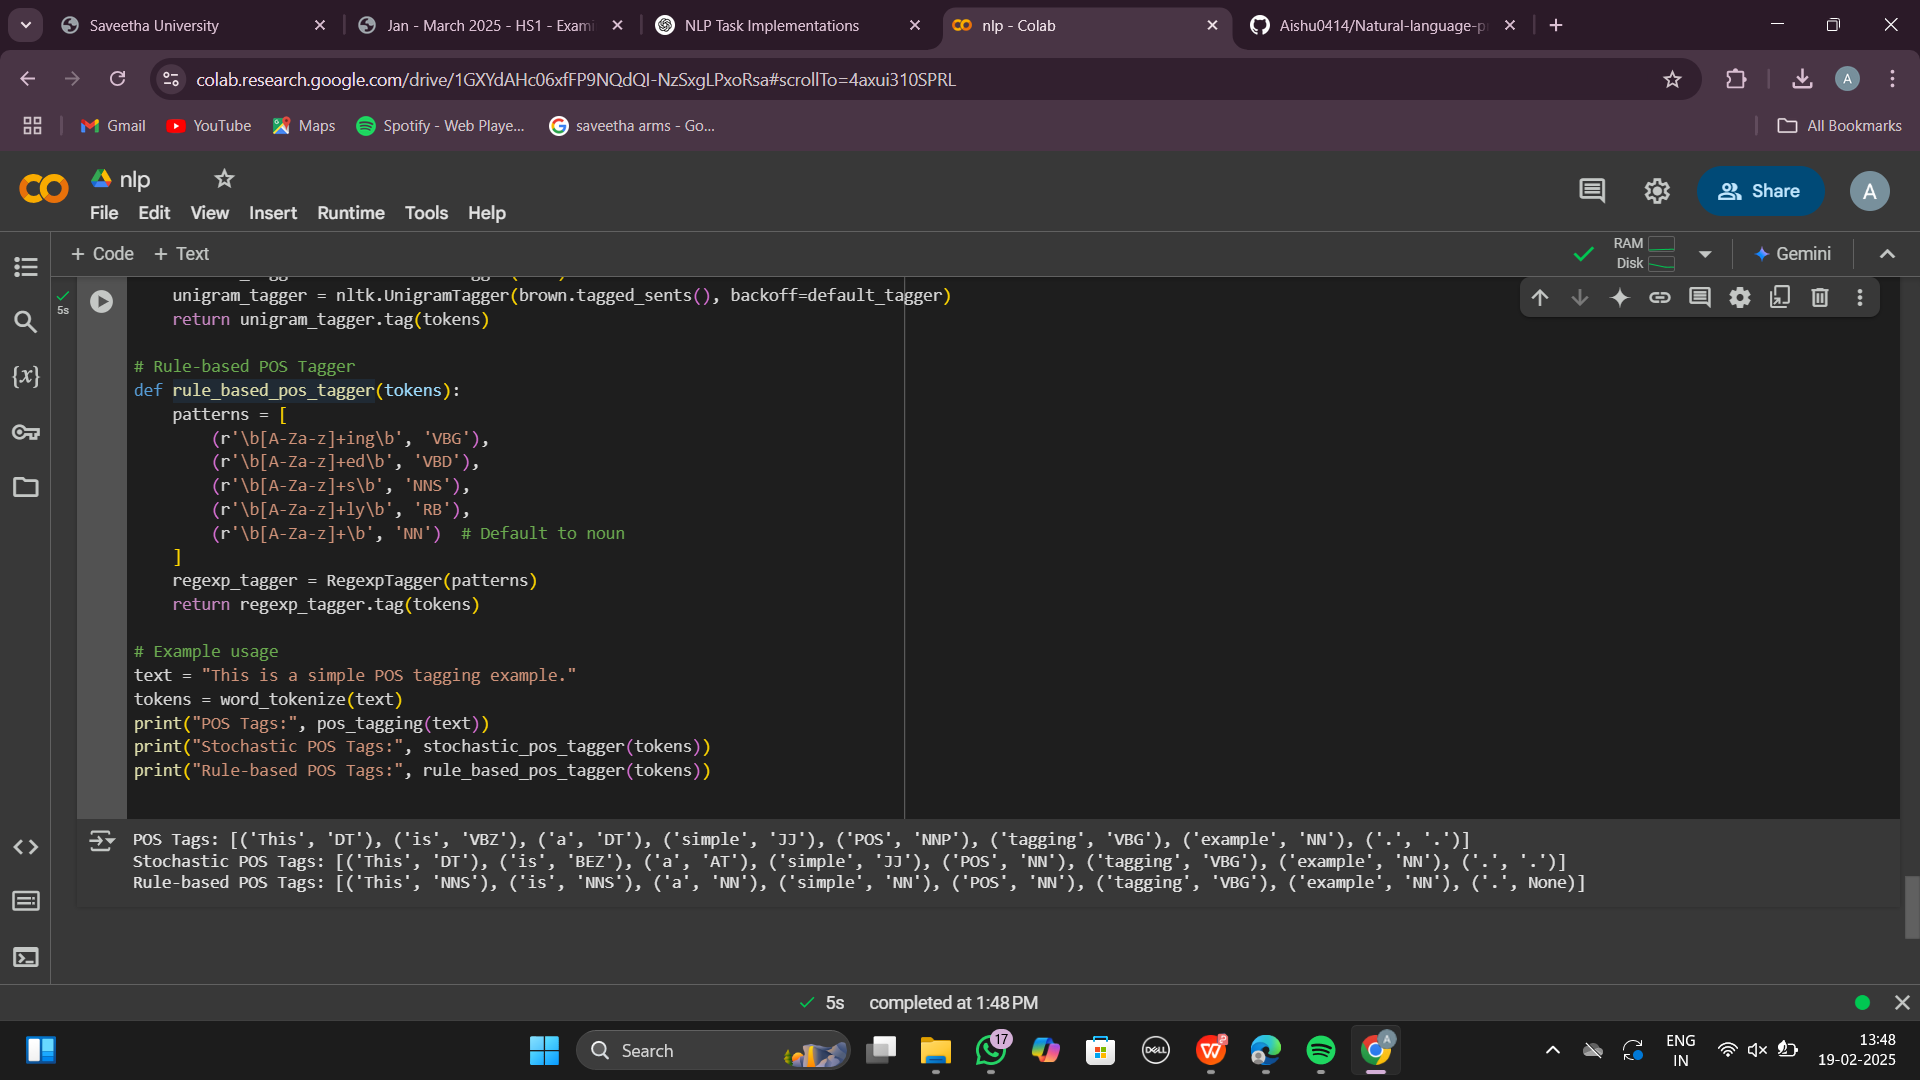 Saveetha University
Jan - March 2025 - HS1 - Exami
NLP Task Implementations
nlp - Colab
Aishu0414/Natural-language-p
colab.research.google.com/drive/1GXYdAHc06xfFP9NQdQI-NzSxgLPxoRsa#scrollTo=4axui310SPRL
A
Gmail
YouTube
Maps
Spotify - Web Playe...
saveetha arms - Go...
All Bookmarks
nlp
File Edit View Insert Runtime Tools Help
Share
A
+ Code + Text
RAM
Disk
Gemini
5s
unigram_tagger = nltk.UnigramTagger(brown.tagged_sents(), backoff=default_tagger)
return unigram_tagger.tag(tokens)
# Rule-based POS Tagger
def rule_based_pos_tagger(tokens):
patterns = [
(r'\b[A-Za-z]+ing\b', 'VBG'),
(r'\b[A-Za-z]+ed\b', 'VBD'),
(r'\b[A-Za-z]+s\b', 'NNS'),
(r'\b[A-Za-z]+ly\b', 'RB'),
(r'\b[A-Za-z]+\b', 'NN')  # Default to noun
]
regexp_tagger = RegexpTagger(patterns)
return regexp_tagger.tag(tokens)
# Example usage
text = "This is a simple POS tagging example."
tokens = word_tokenize(text)
print("POS Tags:", pos_tagging(text))
print("Stochastic POS Tags:", stochastic_pos_tagger(tokens))
print("Rule-based POS Tags:", rule_based_pos_tagger(tokens))
POS Tags: [('This', 'DT'), ('is', 'VBZ'), ('a', 'DT'), ('simple', 'JJ'), ('POS', 'NNP'), ('tagging', 'VBG'), ('example', 'NN'), ('.', '.')]
Stochastic POS Tags: [('This', 'DT'), ('is', 'BEZ'), ('a', 'AT'), ('simple', 'JJ'), ('POS', 'NN'), ('tagging', 'VBG'), ('example', 'NN'), ('.', '.')]
Rule-based POS Tags: [('This', 'NNS'), ('is', 'NNS'), ('a', 'NN'), ('simple', 'NN'), ('POS', 'NN'), ('tagging', 'VBG'), ('example', 'NN'), ('.', None)]
5s completed at 1:48 PM
Search
17
DELL
A
ENG
IN
13:48
19-02-2025